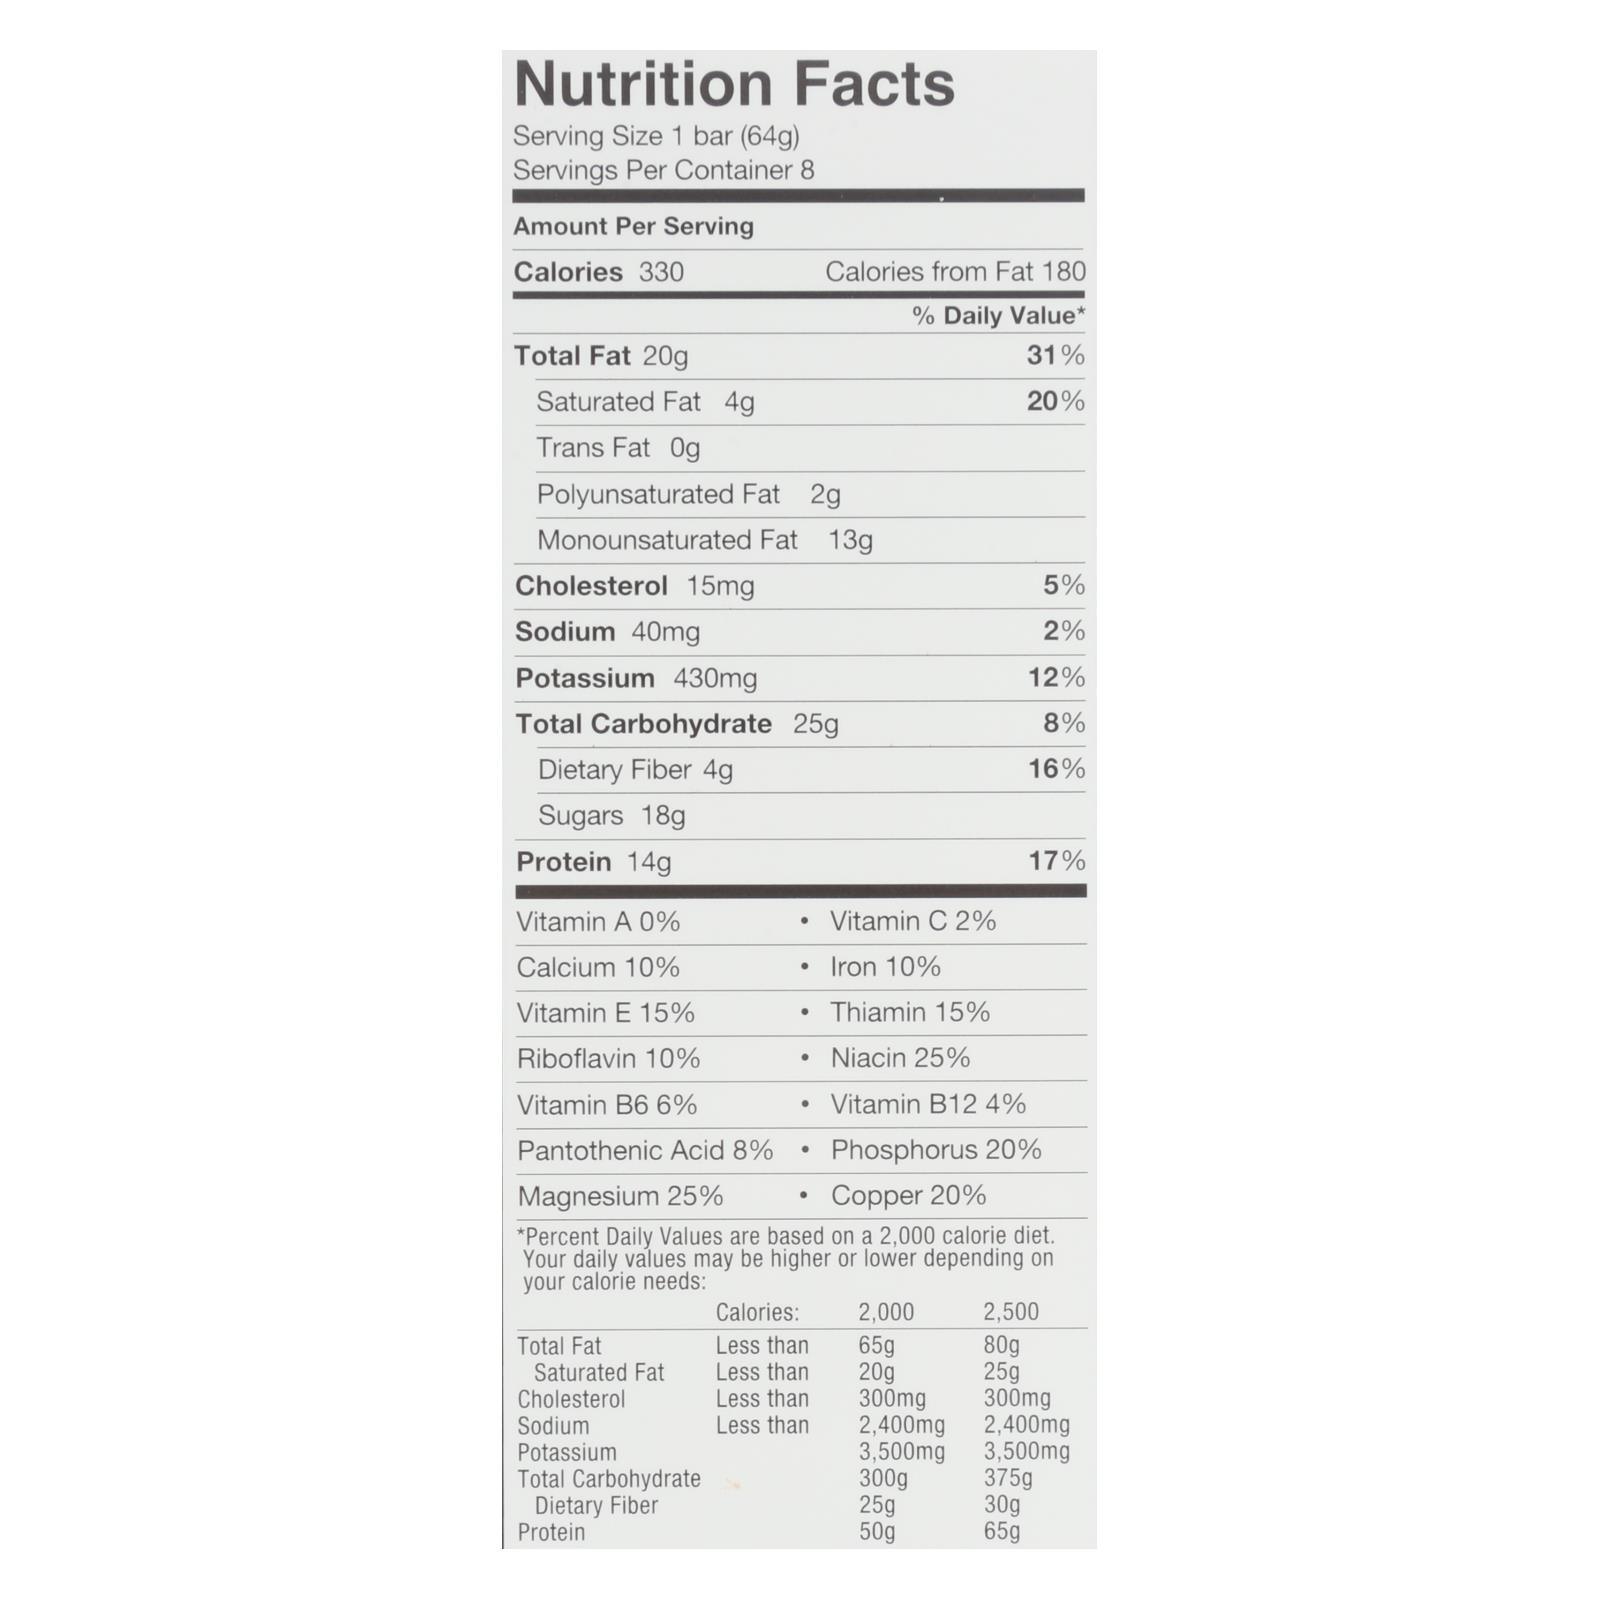 Nutrition Facts
Serving Size 1 bar (64g)
Servings Per Container 8
Amount Per Serving
Calories 330 Calories from Fat 180
% Daily Value*
Total Fat 20g 31%
Saturated Fat 4g 20%
Trans Fat 0g
Polyunsaturated Fat 2g
Monounsaturated Fat 13g
Cholesterol 15mg 5%
Sodium 40mg 2%
Potassium 430mg 12%
Total Carbohydrate 25g 8%
Dietary Fiber 4g 16%
Sugars 18g
Protein 14g 17%
Vitamin A 0% • Vitamin C 2%
Calcium 10% • Iron 10%
Vitamin E 15% • Thiamin 15%
Riboflavin 10% • Niacin 25%
Vitamin B6 6% • Vitamin B12 4%
Pantothenic Acid 8% • Phosphorus 20%
Magnesium 25% • Copper 20%
*Percent Daily Values are based on a 2,000 calorie diet.
Your daily values may be higher or lower depending on
your calorie needs:
Calories: 2,000 2,500
Total Fat Less than 65g 80g
Saturated Fat Less than 20g 25g
Cholesterol Less than 300mg 300mg
Sodium Less than 2,400mg 2,400mg
Potassium 3,500mg 3,500mg
Total Carbohydrate 300g 375g
Dietary Fiber 25g 30g
Protein 50g 65g